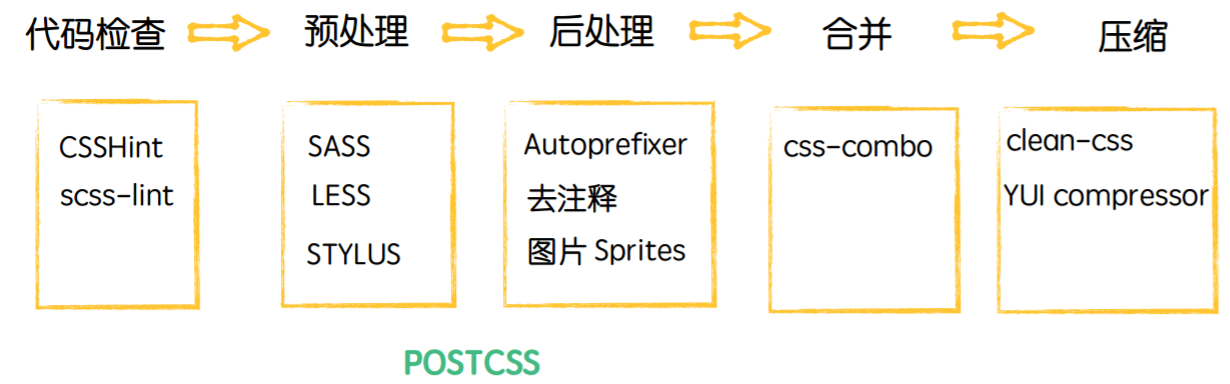 代码检查
预处理
后处理
合并
压缩
CSSHint
scss-lint
SASS
LESS
STYLUS
Autoprefixer
去注释
图片 Sprites
css-combo
clean-css
YUI compressor
POSTCSS